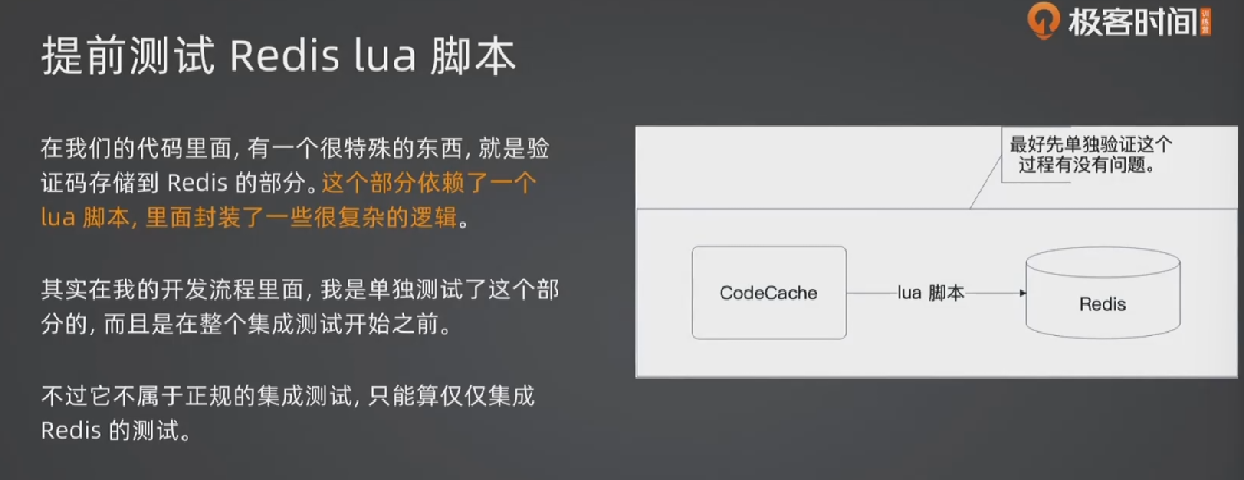 极客时间
提前测试 Redis lua 脚本
在我们的代码里面, 有一个很特殊的东西, 就是验
证码存储到 Redis 的部分。这个部分依赖了一个
lua 脚本, 里面封装了一些很复杂的逻辑。
其实在我的开发流程里面, 我是单独测试了这个部
分的, 而且是在整个集成测试开始之前。
不过它不属于正规的集成测试, 只能算仅仅集成
Redis 的测试。
最好先单独验证这个
过程有没有问题。
CodeCache
lua 脚本
Redis